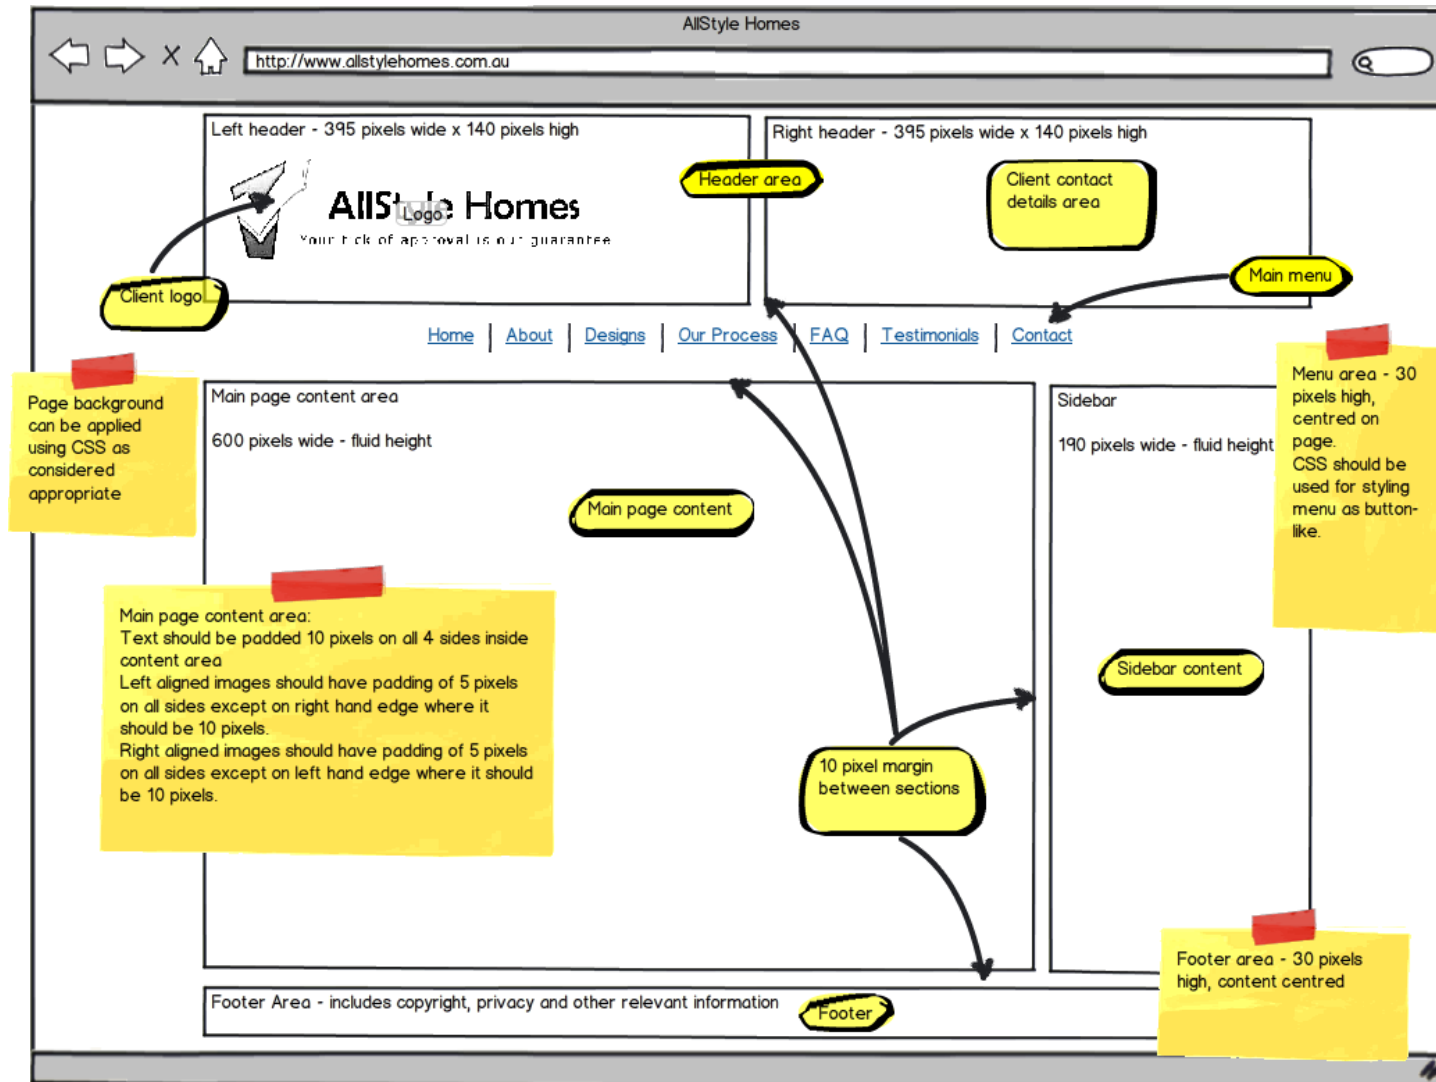 AllStyle Homes
http://www.allstylehomes.com.au
Left header - 395 pixels wide x 140 pixels high
Right header - 395 pixels wide x 140 pixels high
Header area
Client contact
details area
AllStyle Homes
Logo
Your tick of approval is our guarantee
Client logo
Main menu
Home
About
Designs
Our Process
FAQ
Testimonials
Contact
Page background
can be applied
using CSS as
considered
appropriate
Main page content area
600 pixels wide - fluid height
Sidebar
190 pixels wide - fluid height
Menu area - 30
pixels high,
centred on
page.
CSS should be
used for styling
menu as button-
like.
Main page content
Main page content area:
Text should be padded 10 pixels on all 4 sides inside
content area
Left aligned images should have padding of 5 pixels
on all sides except on right hand edge where it
should be 10 pixels.
Right aligned images should have padding of 5 pixels
on all sides except on left hand edge where it should
be 10 pixels.
Sidebar content
10 pixel margin
between sections
Footer area - 30 pixels
high, content centred
Footer Area - includes copyright, privacy and other relevant information
Footer